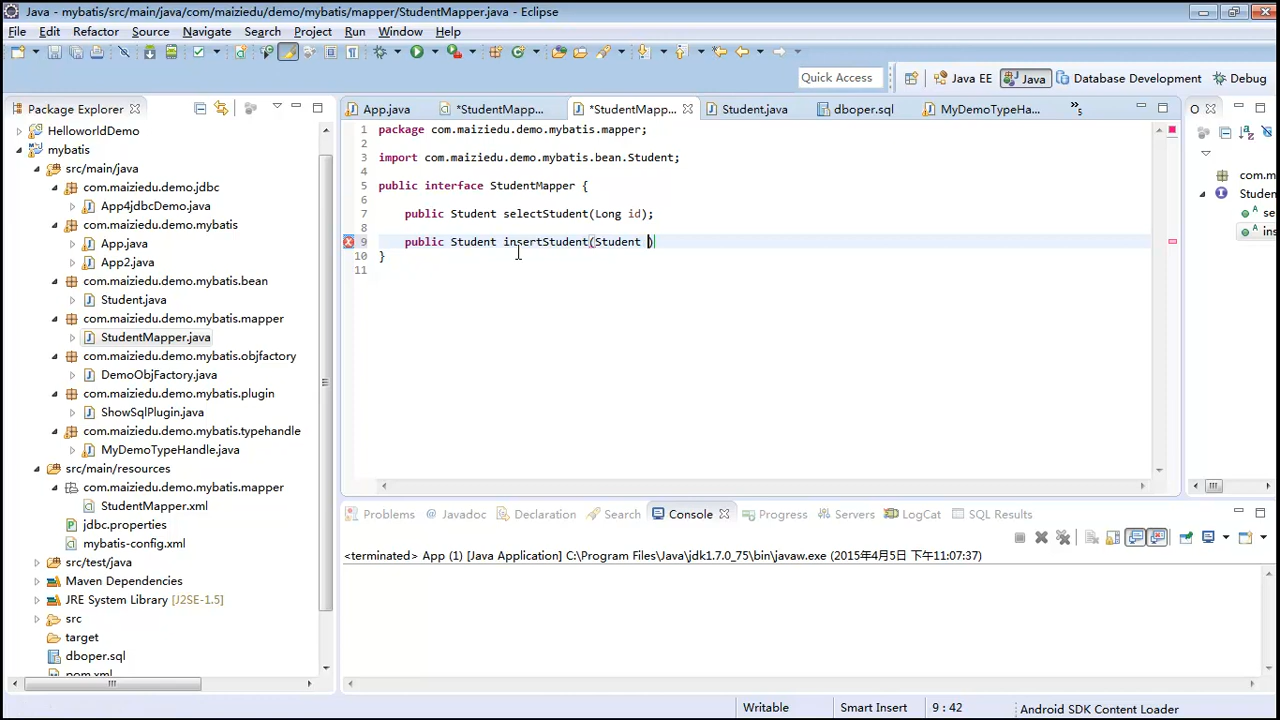 Java - mybatis/src/main/java/com/maiziedu/demo/mybatis/mapper/StudentMapper.java - Eclipse
File Edit Refactor Source Navigate Search Project Run Window Help
Quick Access
Java EE
Java
Database Development
Debug
Package Explorer
HelloworldDemo
mybatis
src/main/java
com.maiziedu.demo.jdbc
App4jdbcDemo.java
com.maiziedu.demo.mybatis
App.java
App2.java
com.maiziedu.demo.mybatis.bean
Student.java
com.maiziedu.demo.mybatis.mapper
StudentMapper.java
com.maiziedu.demo.mybatis.objfactory
DemoObjFactory.java
com.maiziedu.demo.mybatis.plugin
ShowSqlPlugin.java
com.maiziedu.demo.mybatis.typehandle
MyDemoTypeHandle.java
src/main/resources
com.maiziedu.demo.mybatis.mapper
StudentMapper.xml
jdbc.properties
mybatis-config.xml
src/test/java
Maven Dependencies
JRE System Library [J2SE-1.5]
src
target
dboper.sql
pom.xml
App.java
*StudentMapp...
*StudentMapp...
Student.java
dboper.sql
MyDemoTypeHa...
»5
1 package com.maiziedu.demo.mybatis.mapper;
2
3 import com.maiziedu.demo.mybatis.bean.Student;
4
5 public interface StudentMapper {
6
7 public Student selectStudent(Long id);
8
9 public Student insertStudent(Student )
10 }
11
O
com.m
Studen
se
ins
Problems
Javadoc
Declaration
Search
Console
Progress
Servers
LogCat
SQL Results
<terminated> App (1) [Java Application] C:\Program Files\Java\jdk1.7.0_75\bin\javaw.exe (2015年4月5日 下午11:07:37)
Writable
Smart Insert
9 : 42
Android SDK Content Loader